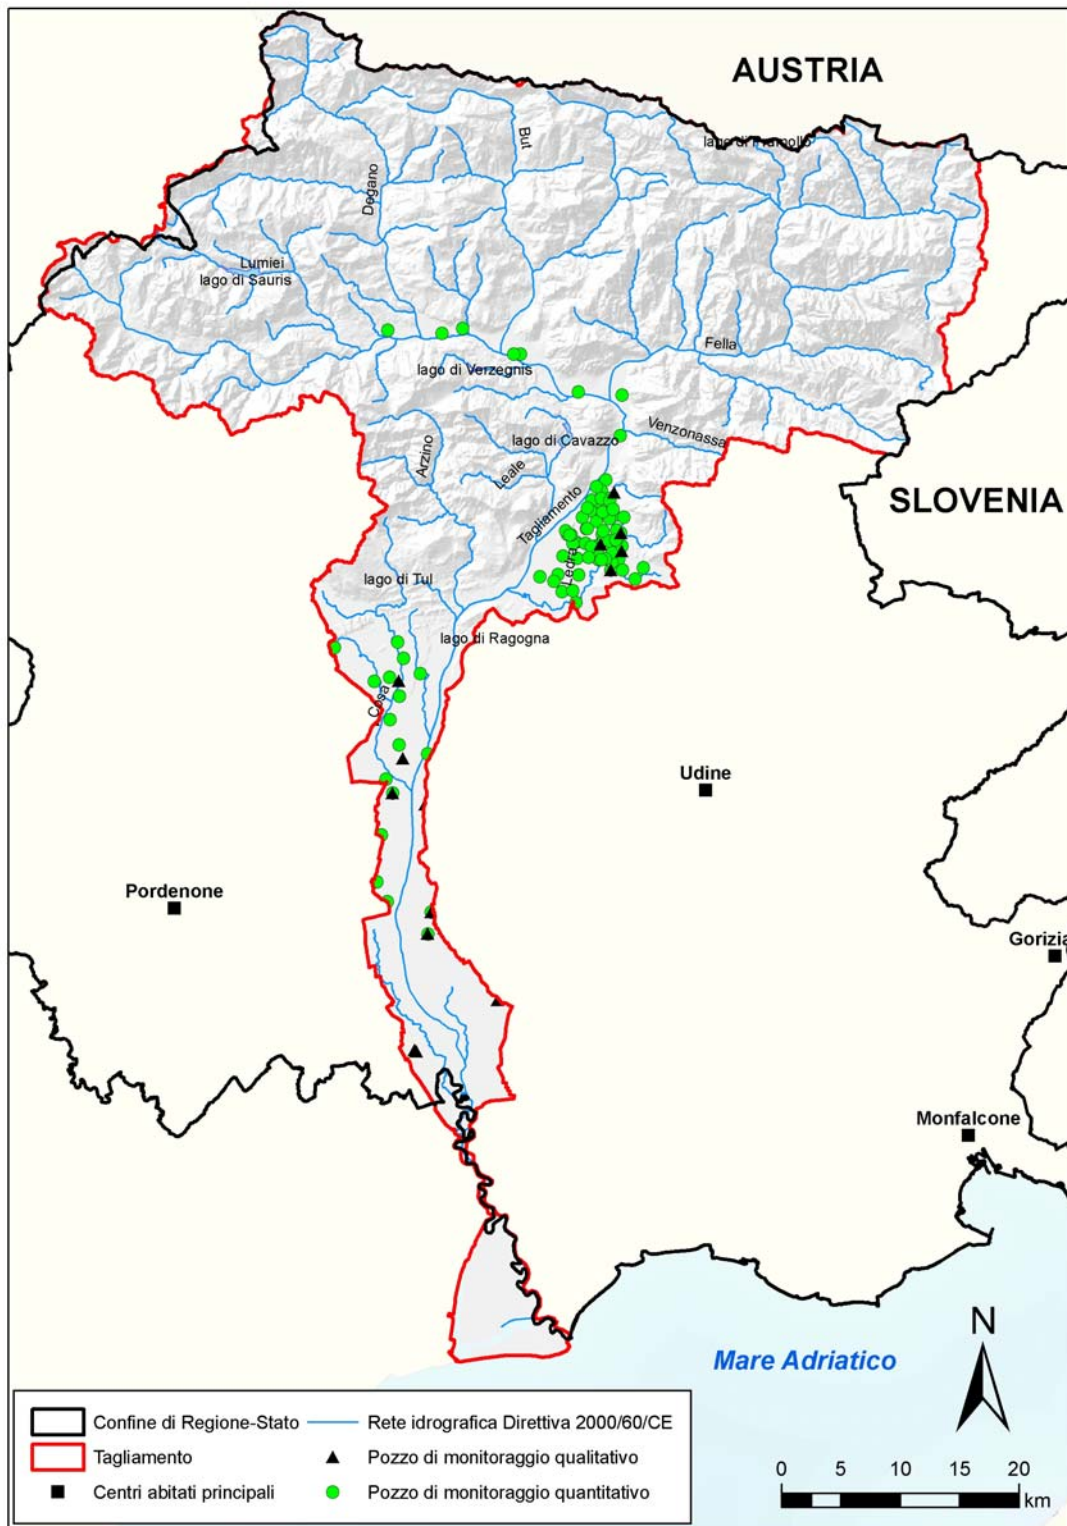 AUSTRIA
But
lago di Pramollo
Degano
Lumiei
lago di Sauris
Fella
lago di Verzegnis
Venzonassa
lago di Cavazzo
Arzino
Leale
SLOVENIA
Tagliamento
Ledra
lago di Tul
lago di Ragogna
Cosa
Udine
Pordenone
Gorizia
Monfalcone
N
Mare Adriatico
Confine di Regione-Stato
Rete idrografica Direttiva 2000/60/CE
Tagliamento
Pozzo di monitoraggio qualitativo
Centri abitati principali
Pozzo di monitoraggio quantitativo
0 5 10 15 20
km